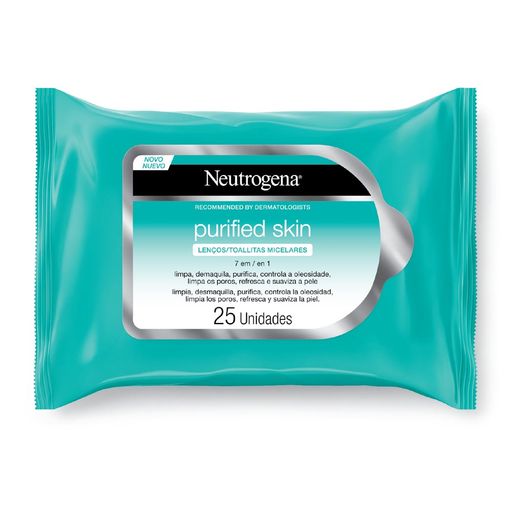 NOVO
NUEVO
Neutrogena®
RECOMMENDED BY DERMATOLOGISTS
purified skin
LENÇOS/TOALLITAS MICELARES
7 em / en 1
limpa, demaquila, purifica, controla a oleosidade,
limpa os poros, refresca e suaviza a pele
limpia, desmaquilla, purifica, controla la oleosidad,
limpia los poros, refresca y suaviza la piel.
25 Unidades